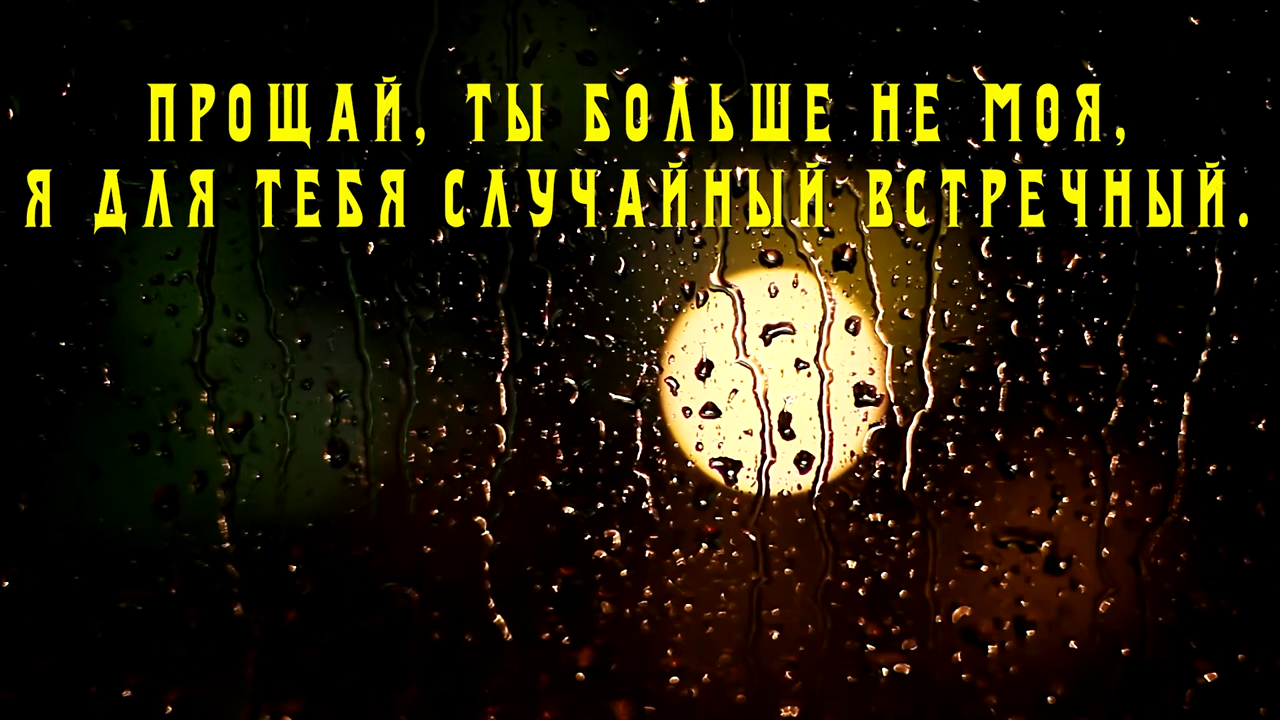 ПРОЩАЙ, ТЫ БОЛЬШЕ НЕ МОЯ,
Я ДЛЯ ТЕБЯ СЛУЧАЙНЫЙ ВСТРЕЧНЫЙ.